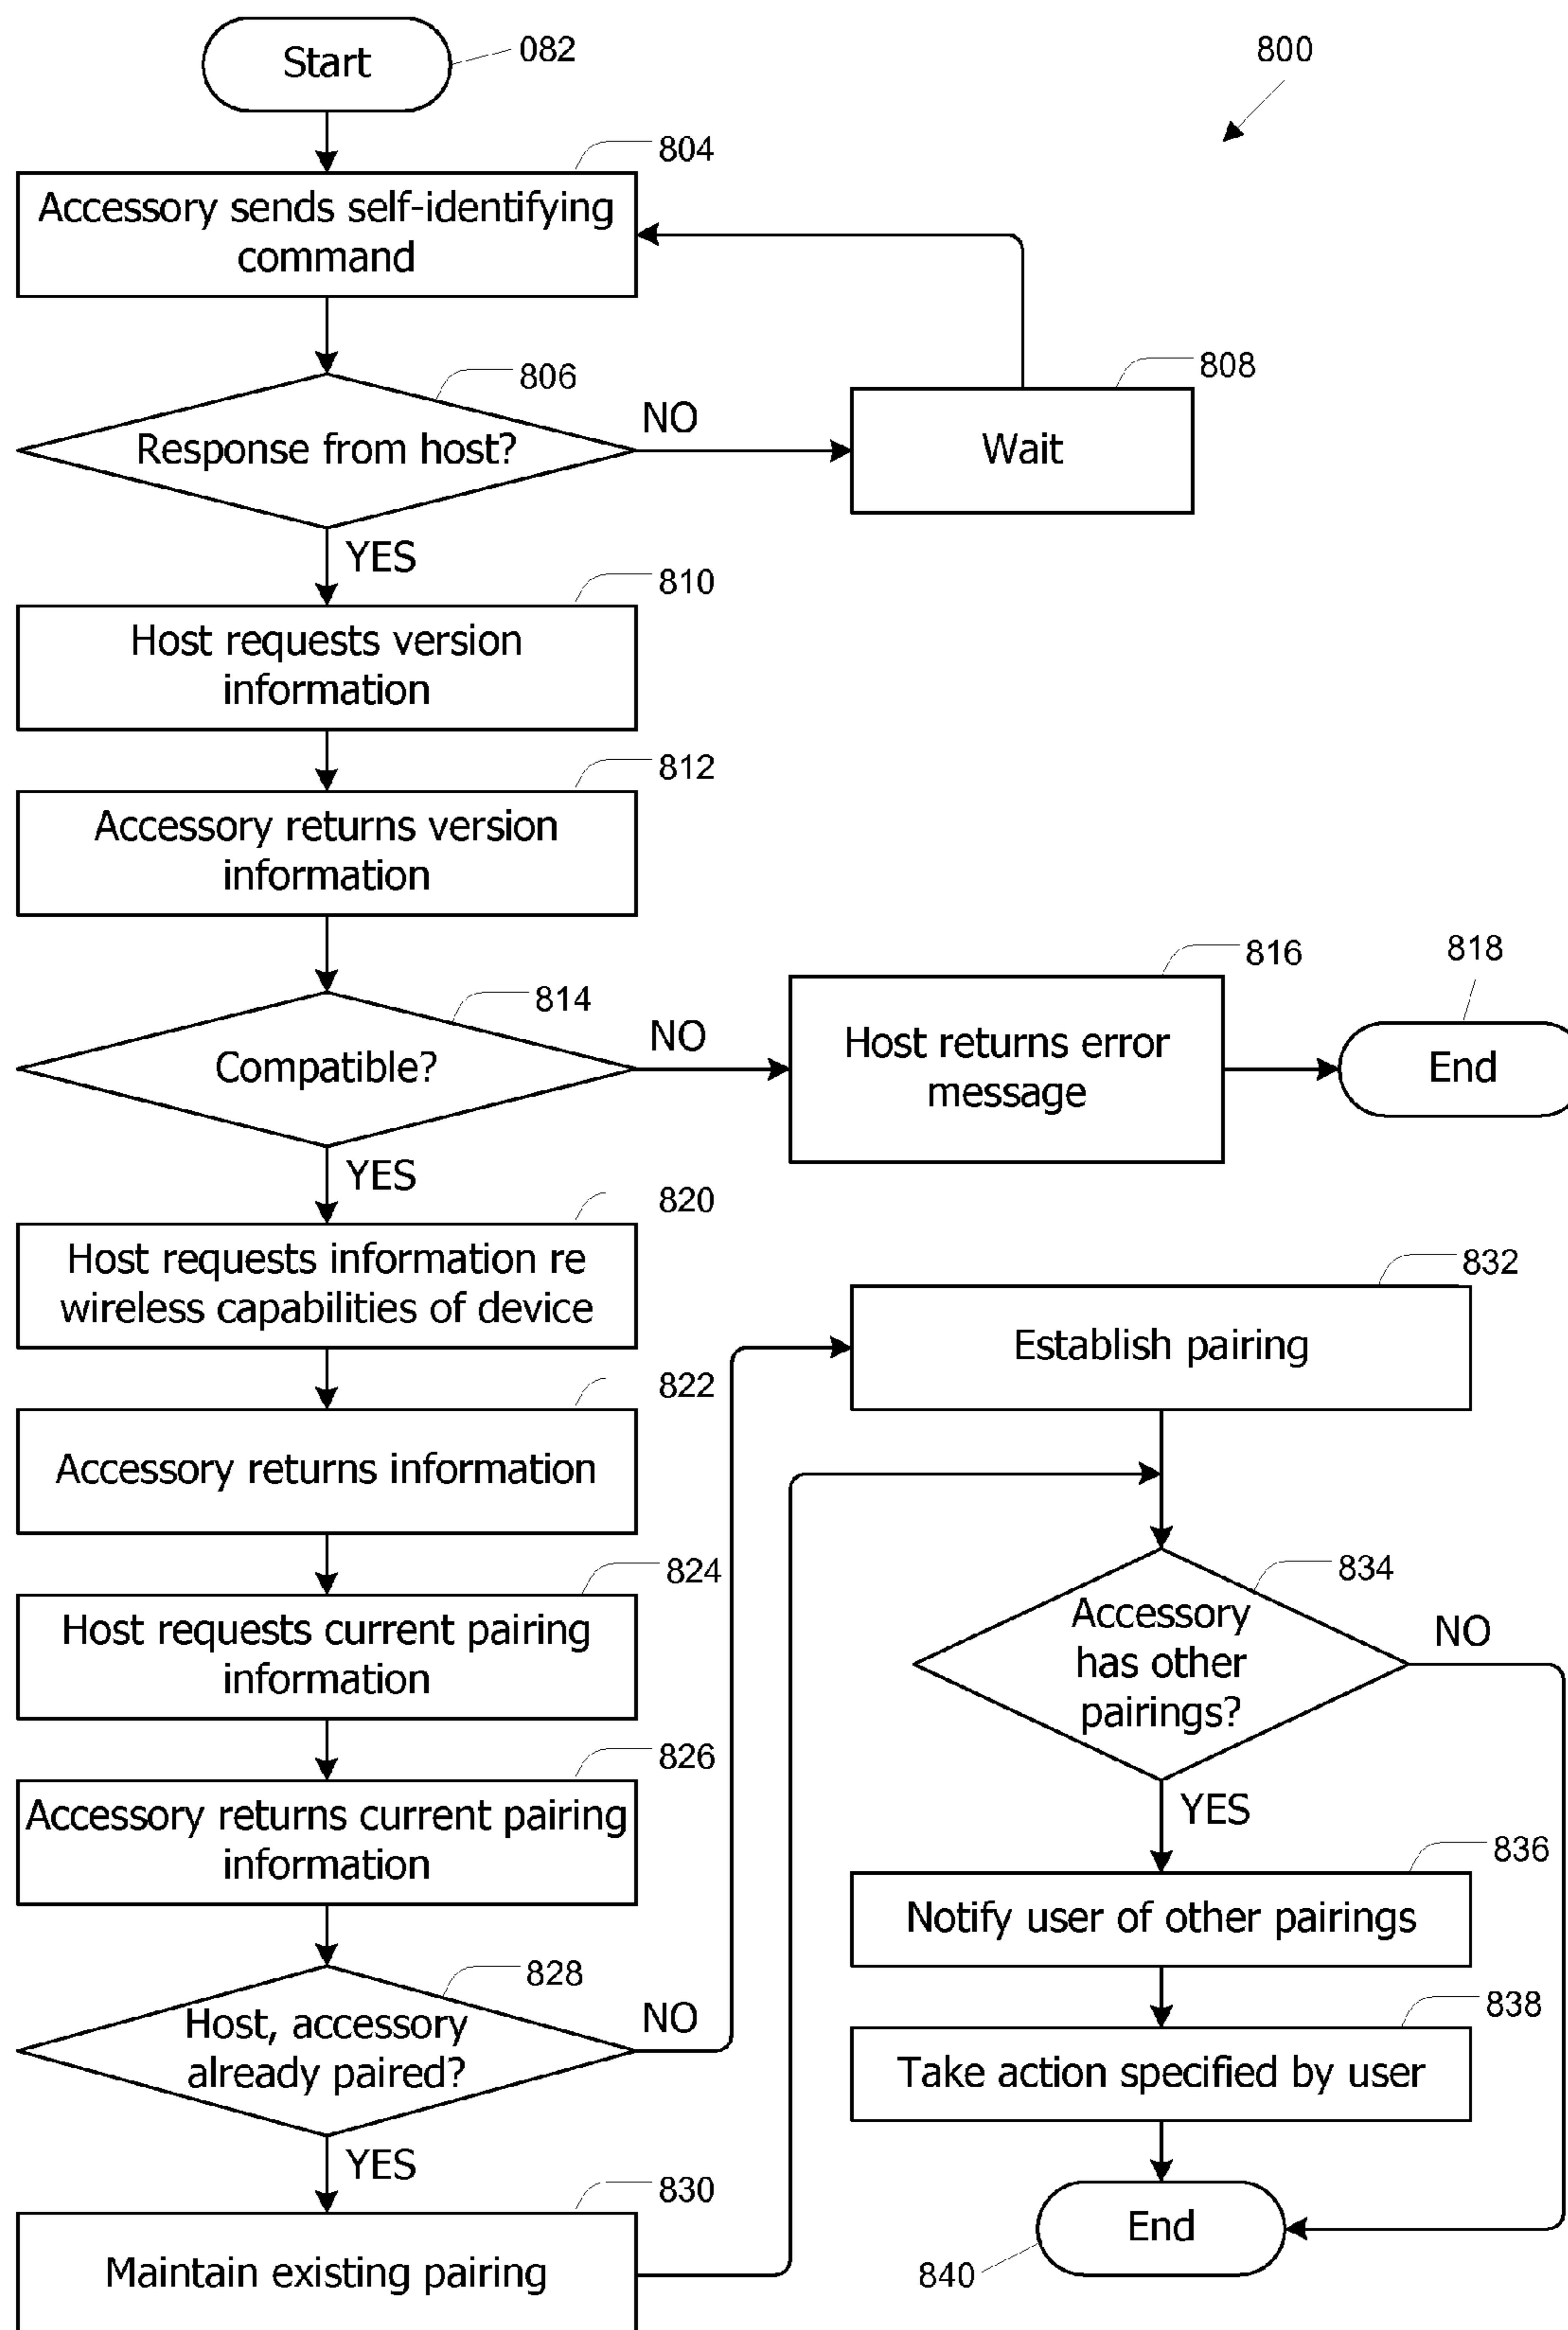 Start
082
800
804
Accessory sends self-identifying
command
806
Response from host?
NO
808
Wait
YES
810
Host requests version
information
812
Accessory returns version
information
814
Compatible?
NO
816
Host returns error
message
818
End
YES
820
Host requests information re
wireless capabilities of device
822
Accessory returns information
824
Host requests current pairing
information
826
Accessory returns current pairing
information
828
Host, accessory
already paired?
NO
YES
830
Maintain existing pairing
832
Establish pairing
834
Accessory
has other
pairings?
NO
YES
836
Notify user of other pairings
838
Take action specified by user
End
840